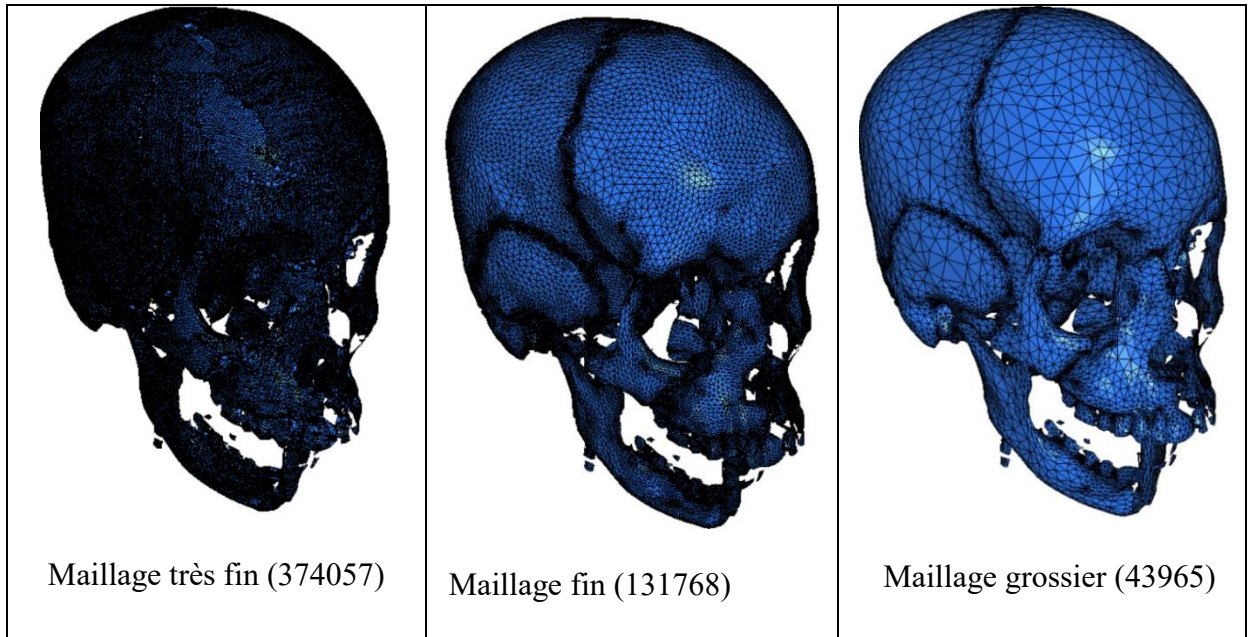 Maillage très fin (374057)
Maillage fin (131768)
Maillage grossier (43965)